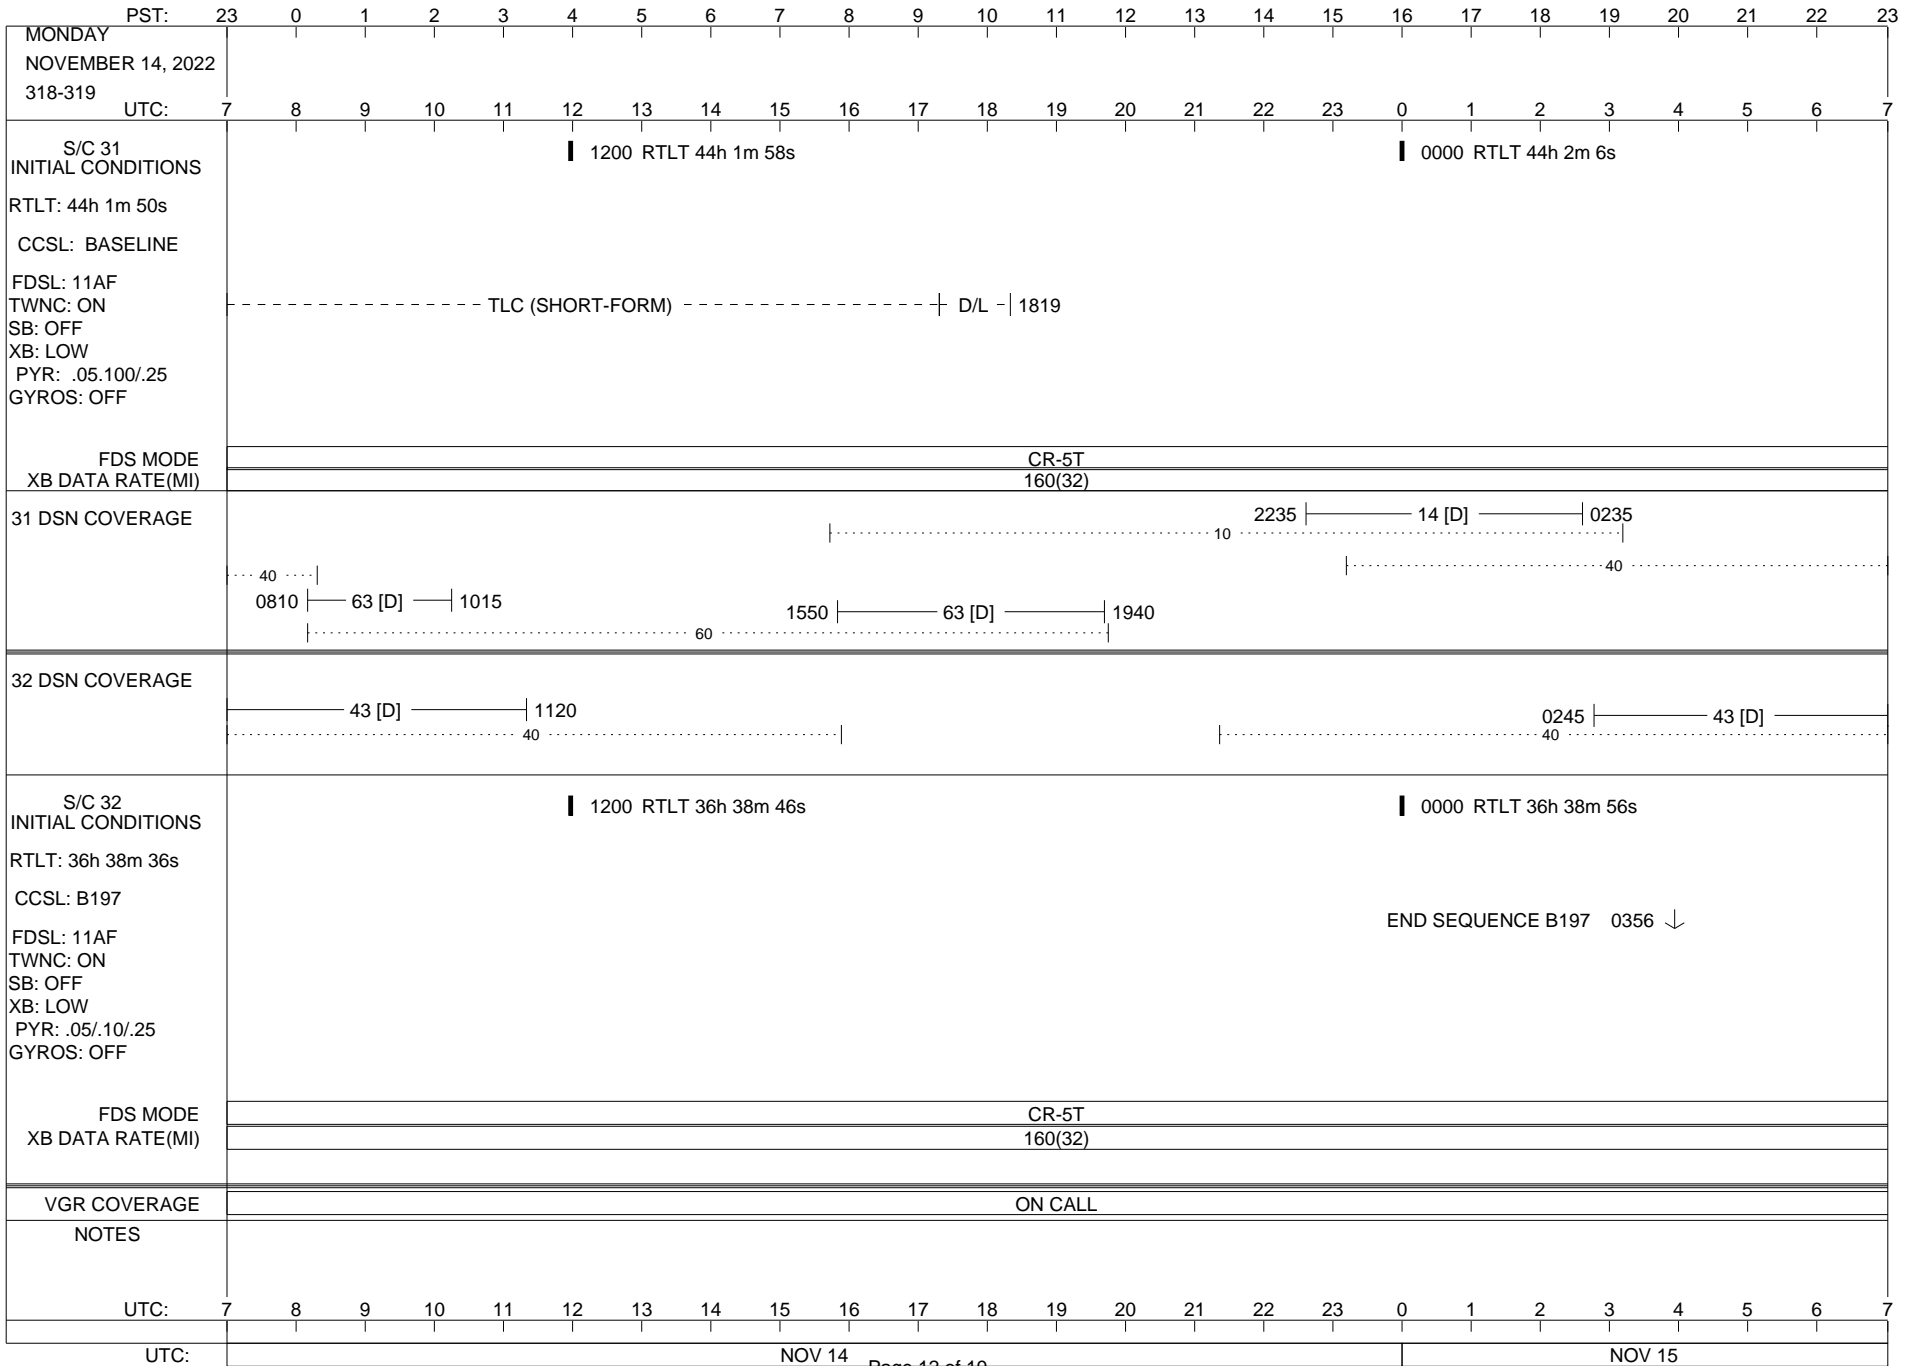 PST: 23 0 1 2 3 4 5 6 7 8 9 10 11 12 13 14 15 16 17 18 19 20 21 22 23
MONDAY
NOVEMBER 14, 2022
318-319
UTC: 7 8 9 10 11 12 13 14 15 16 17 18 19 20 21 22 23 0 1 2 3 4 5 6 7
S/C 31
INITIAL CONDITIONS
1200 RTLT 44h 1m 58s
0000 RTLT 44h 2m 6s
RTLT: 44h 1m 50s
CCSL: BASELINE
FDSL: 11AF
TWNC: ON
TLC (SHORT-FORM) D/L 1819
SB: OFF
XB: LOW
PYR: .05.100/.25
GYROS: OFF
FDS MODE CR-5T
XB DATA RATE(MI) 160(32)
31 DSN COVERAGE
2235 14 [D] 0235
10
40
40
0810 63 [D] 1015
1550 63 [D] 1940
60
32 DSN COVERAGE
43 [D] 1120
0245 43 [D]
40
40
S/C 32
INITIAL CONDITIONS
1200 RTLT 36h 38m 46s
0000 RTLT 36h 38m 56s
RTLT: 36h 38m 36s
CCSL: B197
END SEQUENCE B197 0356
FDSL: 11AF
TWNC: ON
SB: OFF
XB: LOW
PYR: .05/.10/.25
GYROS: OFF
FDS MODE CR-5T
XB DATA RATE(MI) 160(32)
VGR COVERAGE ON CALL
NOTES
UTC: 7 8 9 10 11 12 13 14 15 16 17 18 19 20 21 22 23 0 1 2 3 4 5 6 7
UTC: NOV 14 NOV 15